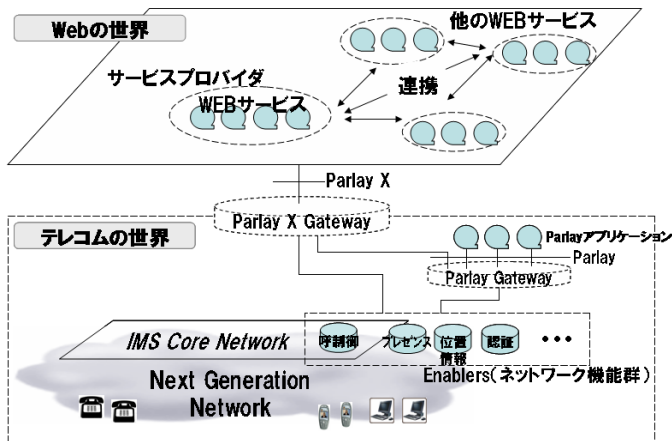 Webの世界
他のWEBサービス
サービスプロバイダ
WEBサービス
連携
Parlay X
Parlay X Gateway
テレコムの世界
Parlayアプリケーション
Parlay
Parlay Gateway
IMS Core Network
呼制御
プレゼンス
位置
情報
認証
・・・
Enablers(ネットワーク機能群)
Next Generation
Network